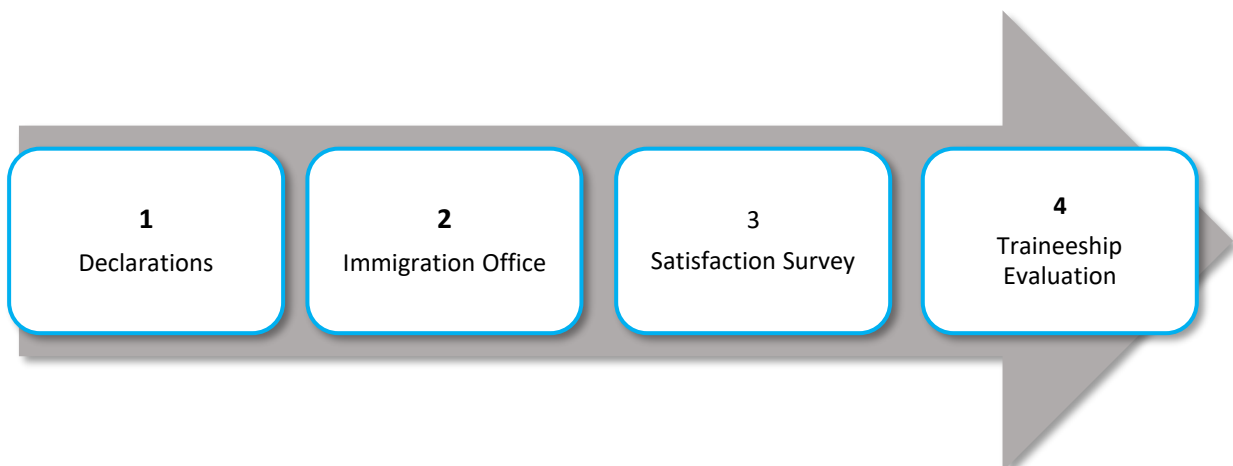 1
Declarations
2
Immigration Office
3
Satisfaction Survey
4
Traineeship
Evaluation